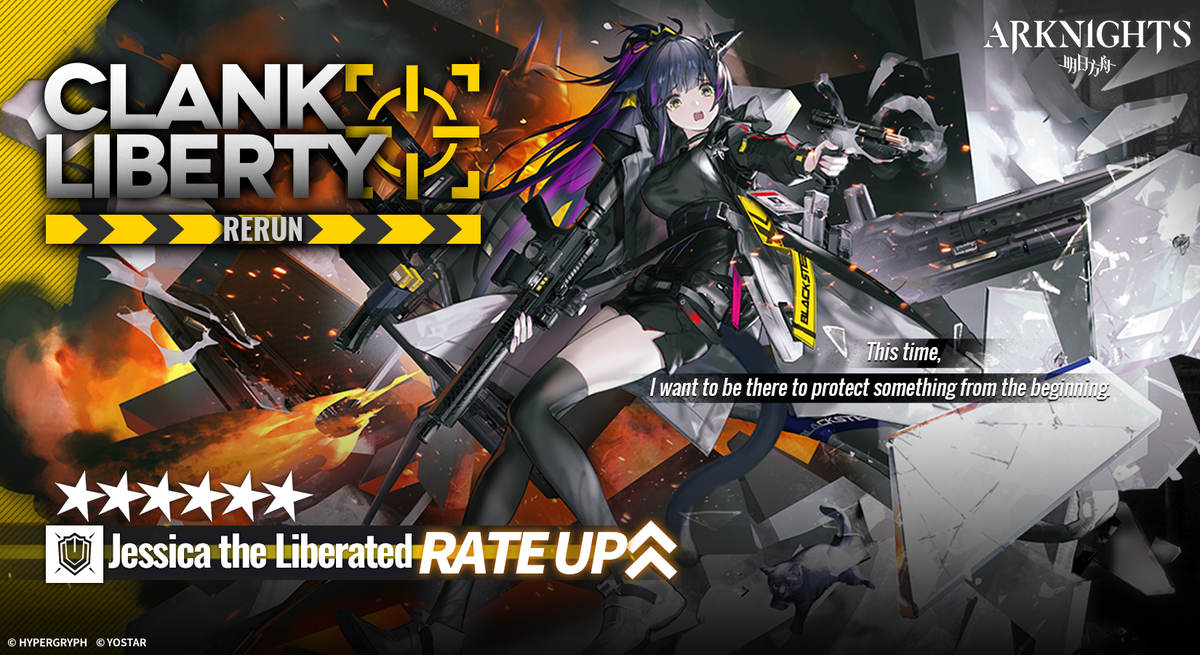 CLANK
LIBERTY
RERUN
ARKNIGHTS
明日方舟
BLACKSTEEL
This time,
I want to be there to protect something from the beginning.
BLACKSTE
★★★★★★
Jessica the Liberated RATE UP
© HYPERGRYPH © YOSTAR